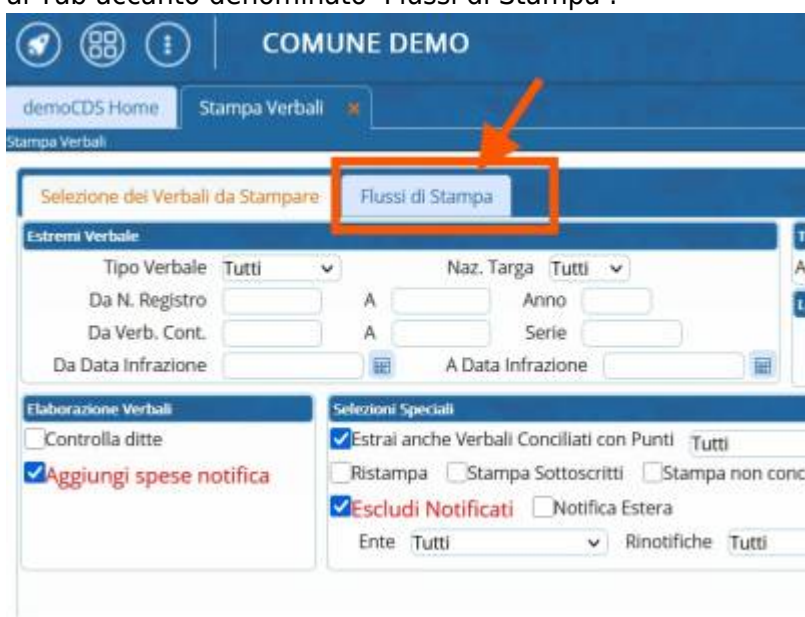 al Tab accanto denominato "Flussi di Stampa".
COMUNE DEMO
demoCDS Home Stampa Verbali ×
Stampa Verbali
Selezione dei Verbali da Stampare Flussi di Stampa
Estremi Verbale
Tipo Verbale Tutti Naz. Targa Tutti
Da N. Registro A Anno
Da Verb. Cont. A Serie
Da Data Infrazione A Data Infrazione
Elaborazione Verbali Selezioni Speciali
Controlla ditte Estrai anche Verbali Conciliati con Punti Tutti
Aggiungi spese notifica Ristampa Stampa Sottoscritti Stampa non conc
Escludi Notificati Notifica Estera
Ente Tutti Rinotifiche Tutti